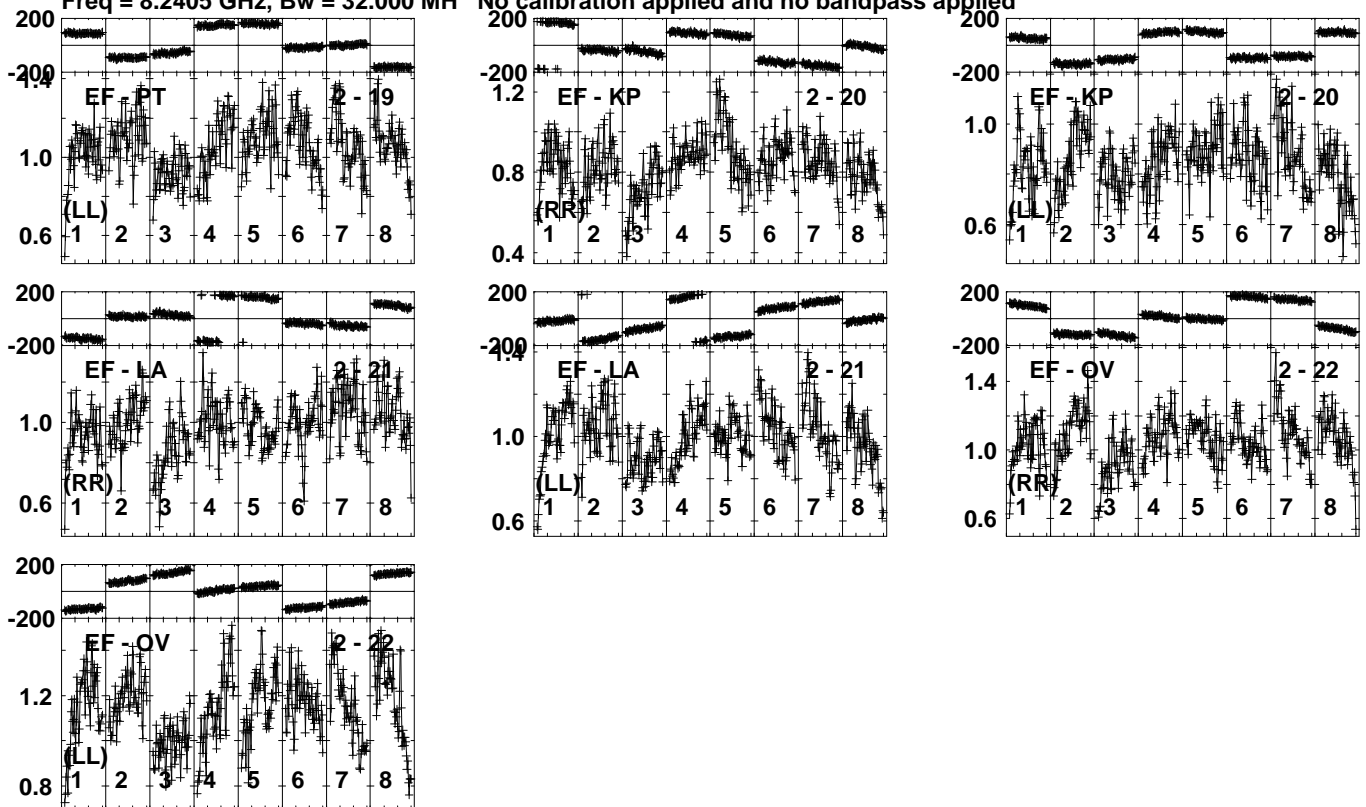 Freq = 8.2405 GHz, Bw = 32.000 MH No calibration applied and no bandpass applied
200
-200
1.4
1.0
0.6
EF - PT 2 - 19
(LL)
1 2 3 4 5 6 7 8
200
-200
1.2
0.8
0.4
EF - KP 2 - 20
(RR)
1 2 3 4 5 6 7 8
200
-200
1.0
0.6
EF - KP 2 - 20
(LL)
1 2 3 4 5 6 7 8
200
-200
1.0
0.6
EF - LA 2 - 21
(RR)
1 2 3 4 5 6 7 8
200
-200
1.4
1.0
0.6
EF - LA 2 - 21
(LL)
1 2 3 4 5 6 7 8
200
-200
1.4
1.0
0.6
EF - OV 2 - 22
(RR)
1 2 3 4 5 6 7 8
200
-200
1.2
0.8
EF - OV 2 - 22
(LL)
1 2 3 4 5 6 7 8